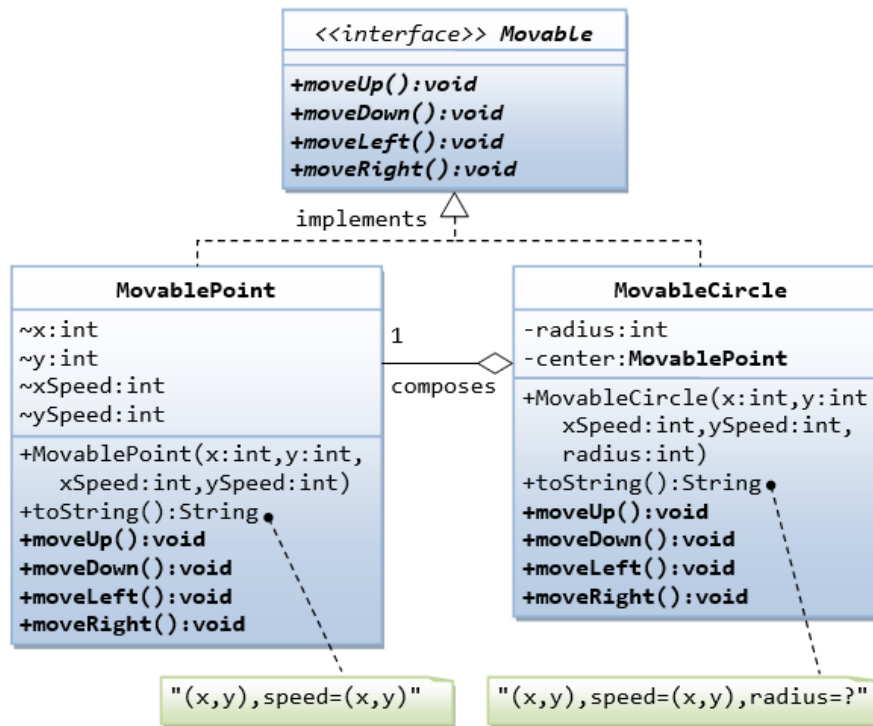 <<interface>> Movable
+moveUp():void
+moveDown():void
+moveLeft():void
+moveRight():void
implements
MovablePoint
~x:int
~y:int
~xSpeed:int
~ySpeed:int
+MovablePoint(x:int,y:int,
xSpeed:int,ySpeed:int)
+toString():String
+moveUp():void
+moveDown():void
+moveLeft():void
+moveRight():void
"(x,y),speed=(x,y)"
1
composes
MovableCircle
-radius:int
-center:MovablePoint
+MovableCircle(x:int,y:int
xSpeed:int,ySpeed:int,
radius:int)
+toString():String
+moveUp():void
+moveDown():void
+moveLeft():void
+moveRight():void
"(x,y),speed=(x,y),radius=?"